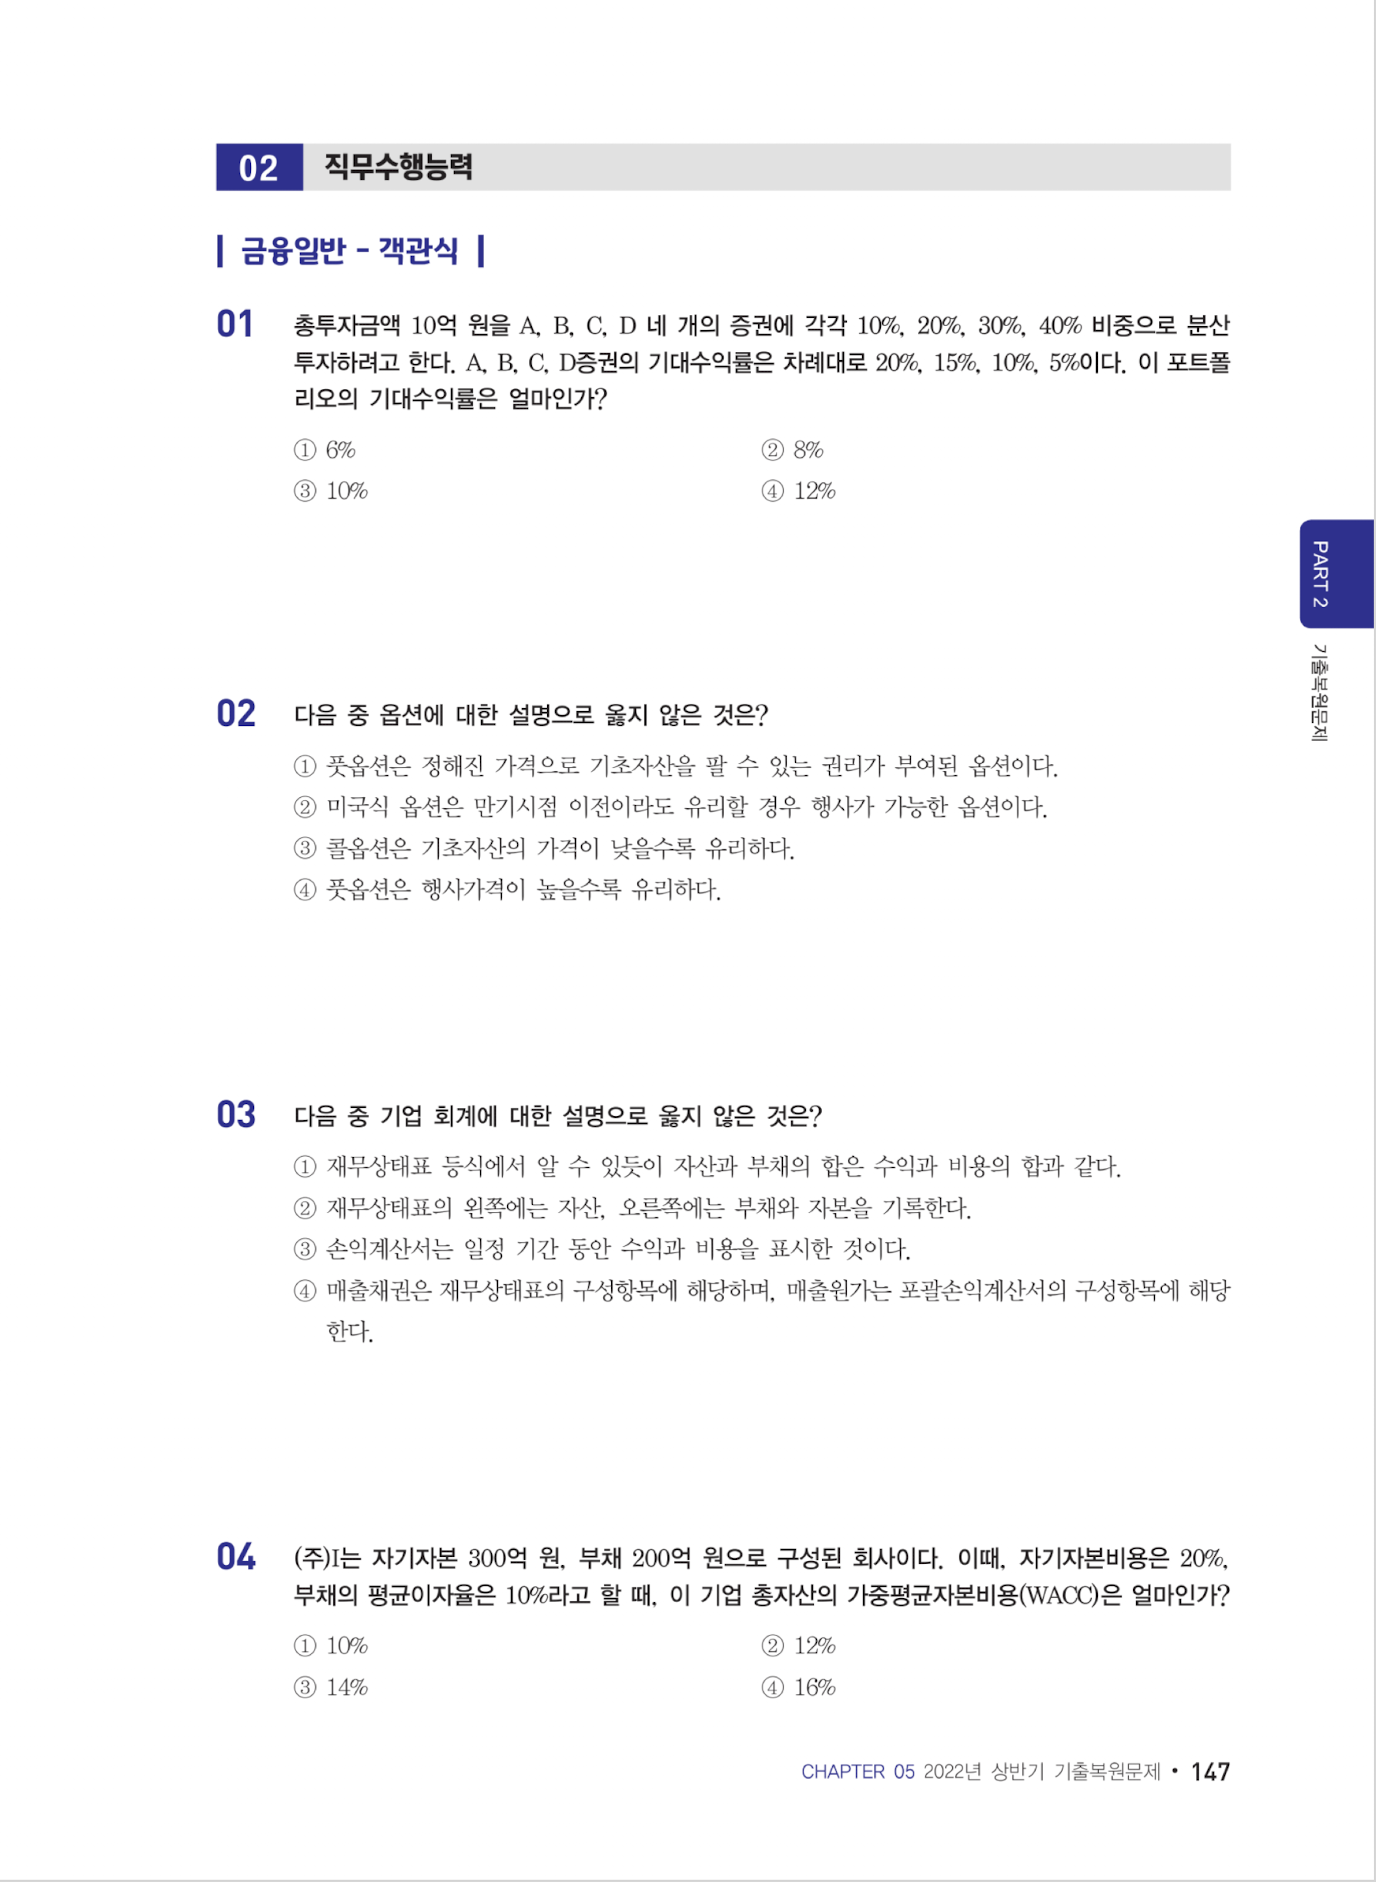 02 직무수행능력
금융일반 - 객관식
01 총투자금액 10억 원을 A, B, C, D 네 개의 증권에 각각 10%, 20%, 30%, 40% 비중으로 분산
투자하려고 한다. A, B, C, D증권의 기대수익률은 차례대로 20%, 15%, 10%, 5%이다. 이 포트폴
리오의 기대수익률은 얼마인가?
① 6% ② 8%
③ 10% ④ 12%
PART 2
기출복원문제
02 다음 중 옵션에 대한 설명으로 옳지 않은 것은?
① 풋옵션은 정해진 가격으로 기초자산을 팔 수 있는 권리가 부여된 옵션이다.
② 미국식 옵션은 만기시점 이전이라도 유리할 경우 행사가 가능한 옵션이다.
③ 콜옵션은 기초자산의 가격이 낮을수록 유리하다.
④ 풋옵션은 행사가격이 높을수록 유리하다.
03 다음 중 기업 회계에 대한 설명으로 옳지 않은 것은?
① 재무상태표 등식에서 알 수 있듯이 자산과 부채의 합은 수익과 비용의 합과 같다.
② 재무상태표의 왼쪽에는 자산, 오른쪽에는 부채와 자본을 기록한다.
③ 손익계산서는 일정 기간 동안 수익과 비용을 표시한 것이다.
④ 매출채권은 재무상태표의 구성항목에 해당하며, 매출원가는 포괄손익계산서의 구성항목에 해당
한다.
04 (주)I는 자기자본 300억 원, 부채 200억 원으로 구성된 회사이다. 이때, 자기자본비용은 20%,
부채의 평균이자율은 10%라고 할 때, 이 기업 총자산의 가중평균자본비용(WACC)은 얼마인가?
① 10% ② 12%
③ 14% ④ 16%
CHAPTER 05 2022년 상반기 기출복원문제 • 147